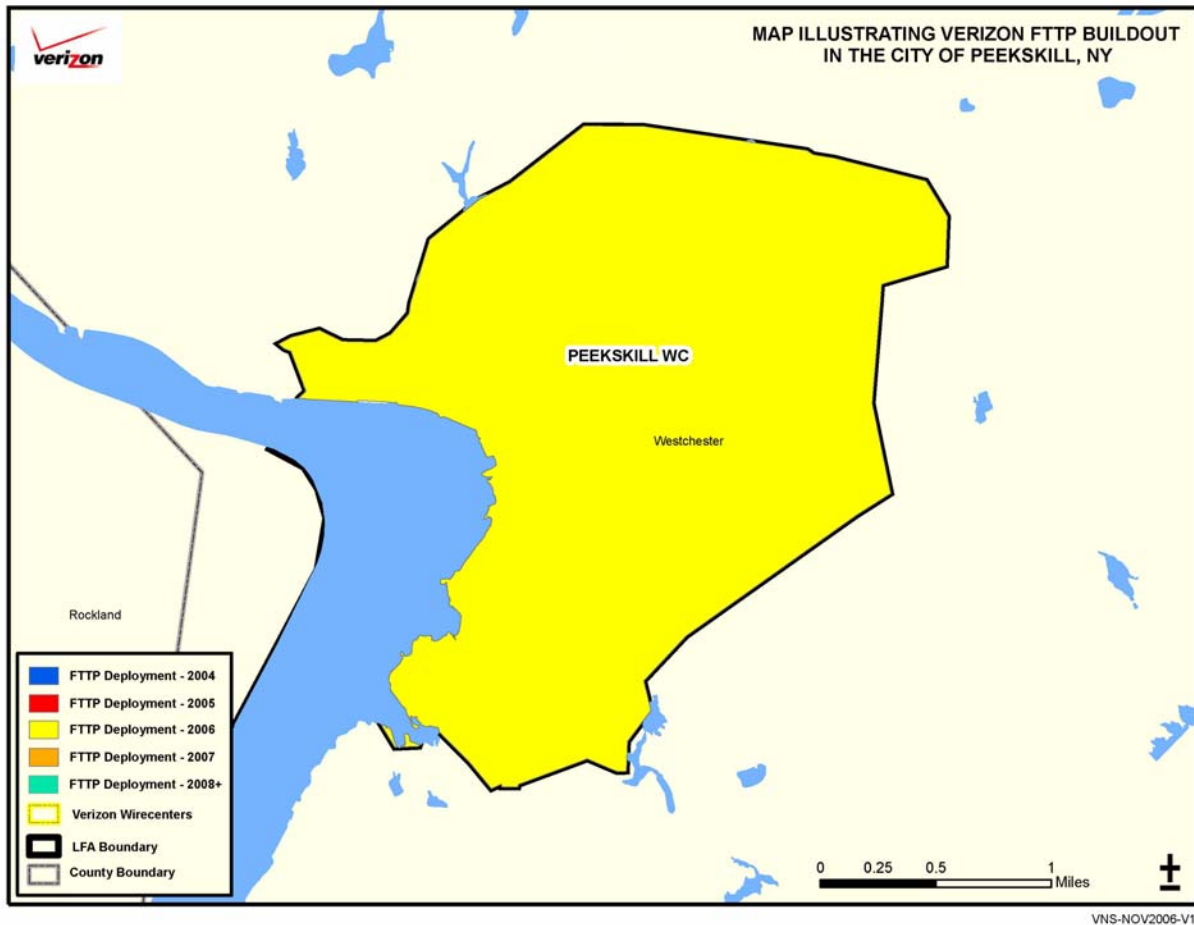 verizon
MAP ILLUSTRATING VERIZON FTTP BUILDOUT
IN THE CITY OF PEEKSKILL, NY
PEEKSKILL WC
Westchester
Rockland
FTTP Deployment - 2004
FTTP Deployment - 2005
FTTP Deployment - 2006
FTTP Deployment - 2007
FTTP Deployment - 2008+
Verizon Wirecenters
LFA Boundary
County Boundary
0 0.25 0.5 1
Miles
VNS-NOV2006-V1